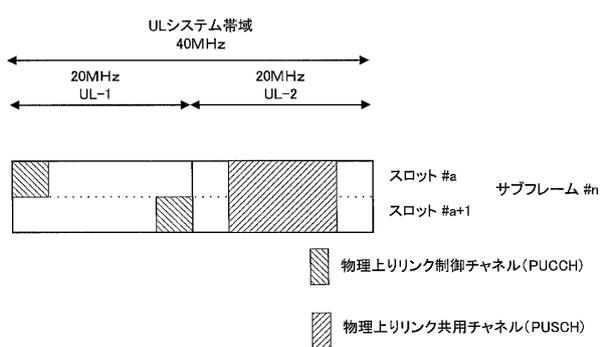 ULシステム帯域
40MHz
20MHz
UL-1
20MHz
UL-2
スロット #a
サブフレーム #n
スロット #a+1
物理上りリンク制御チャネル(PUCCH)
物理上りリンク共用チャネル(PUSCH)